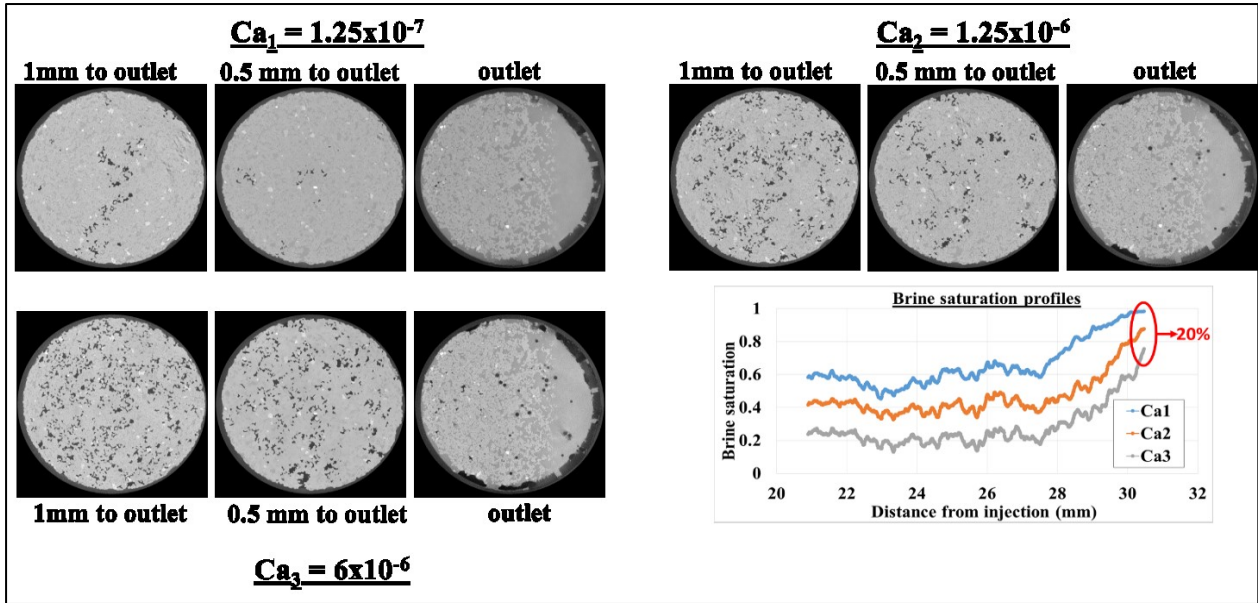 Ca1 = 1.25x10-7
1mm to outlet 0.5 mm to outlet outlet
Ca2 = 1.25x10-6
1mm to outlet 0.5 mm to outlet outlet
1mm to outlet 0.5 mm to outlet outlet
Ca3 = 6x10-6
Brine saturation profiles
Brine saturation
1
0.8
0.6
0.4
0.2
0
20%
Ca1
Ca2
Ca3
20 22 24 26 28 30 32
Distance from injection (mm)